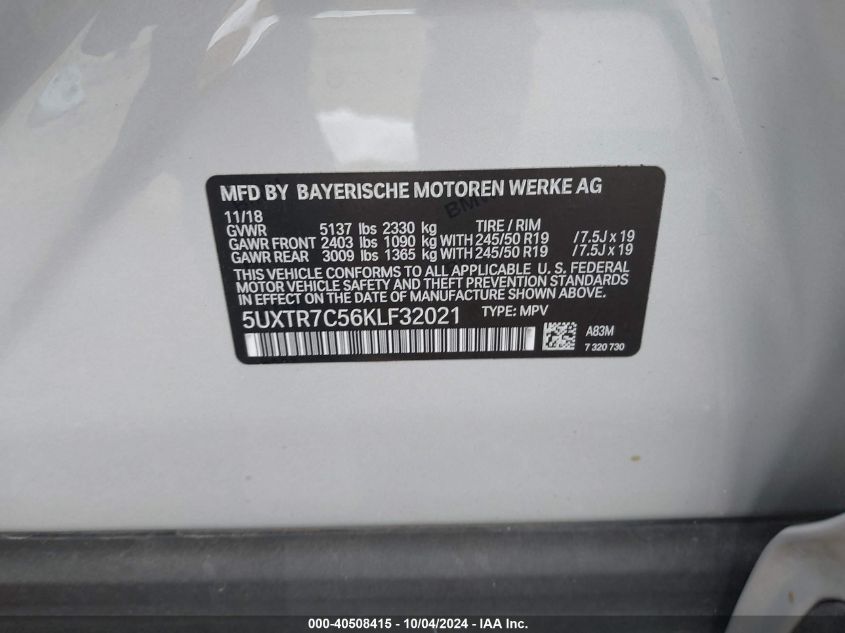 MFD BY BAYERISCHE MOTOREN WERKE AG
11/18
GVWR 5137 lbs 2330 kg TIRE / RIM
GAWR FRONT 2403 lbs 1090 kg WITH 245/50 R19 / 7.5J x 19
GAWR REAR 3009 lbs 1365 kg WITH 245/50 R19 / 7.5J x 19
THIS VEHICLE CONFORMS TO ALL APPLICABLE U. S. FEDERAL
MOTOR VEHICLE SAFETY AND THEFT PREVENTION STANDARDS
IN EFFECT ON THE DATE OF MANUFACTURE SHOWN ABOVE.
5UXTR7C56KLF32021 TYPE: MPV
A83M
7 320 730
000-40508415 - 10/04/2024 - IAA Inc.